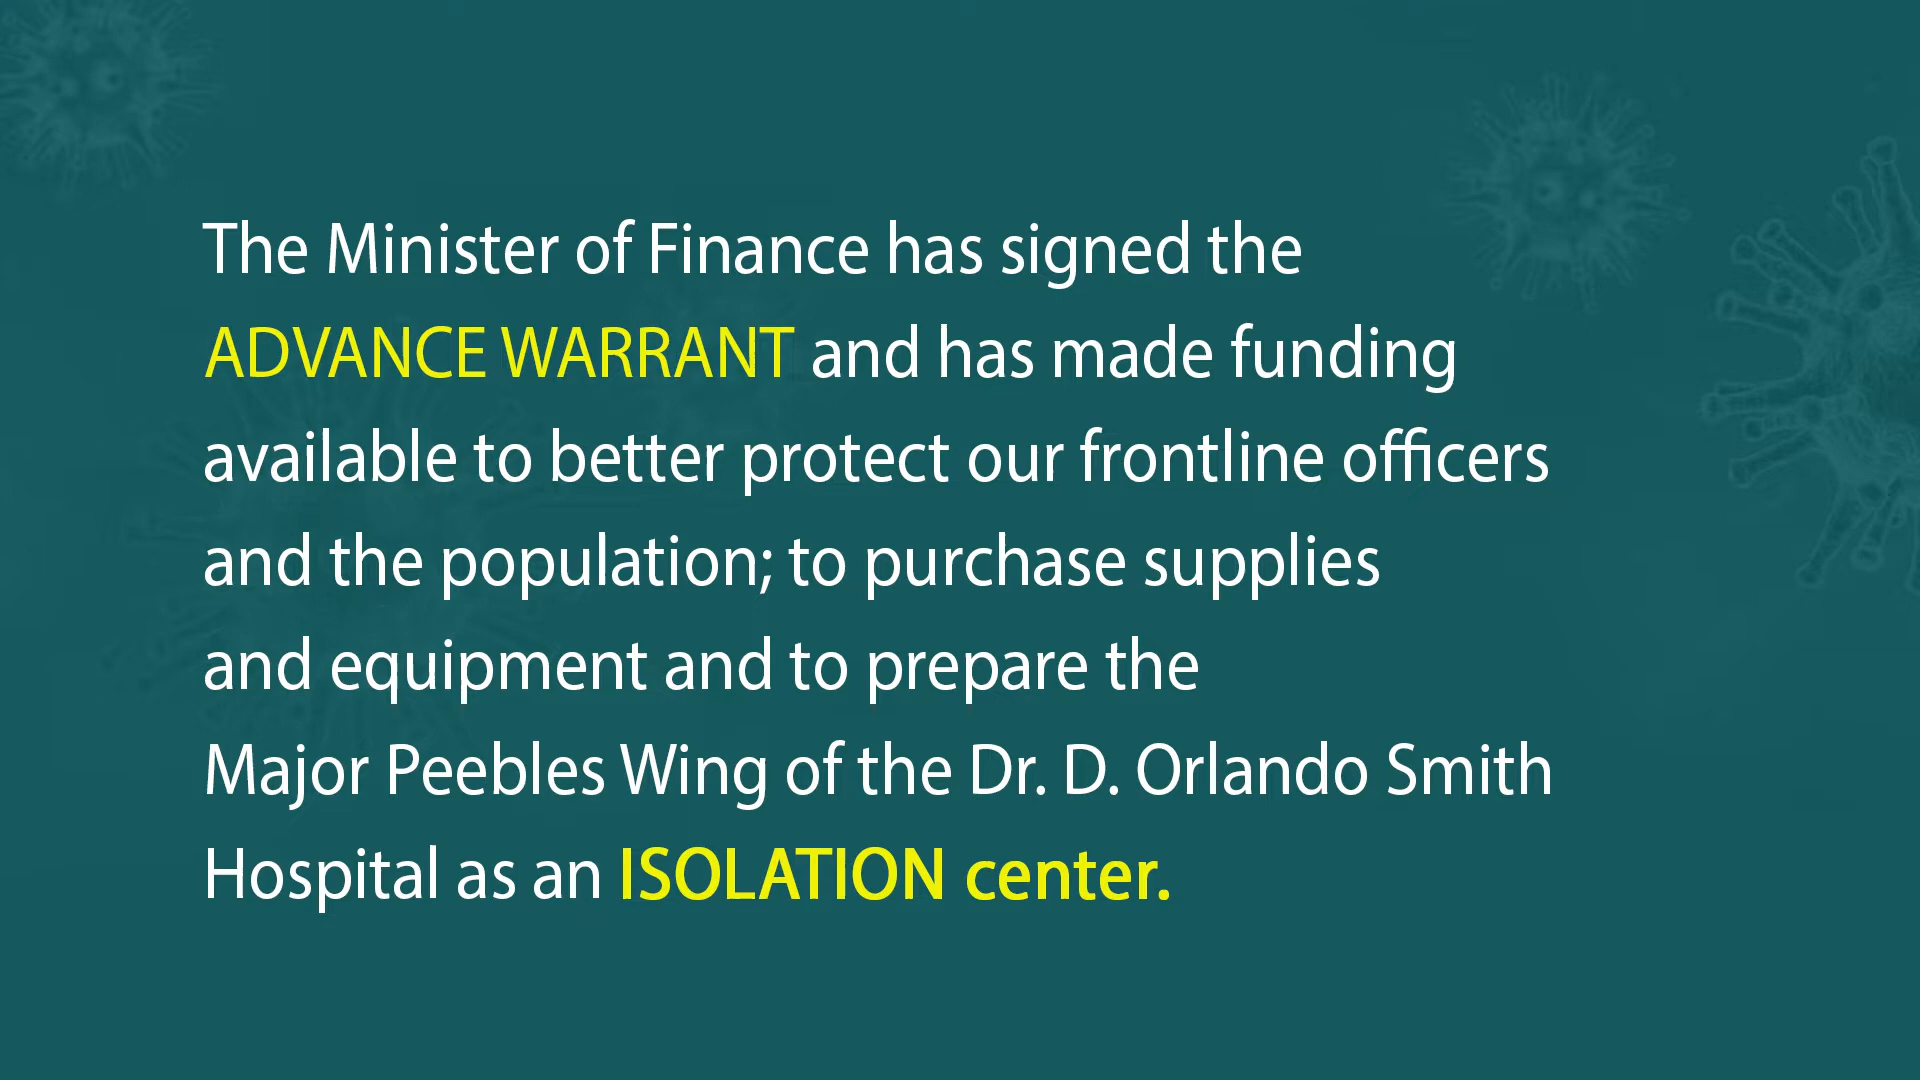 The Minister of Finance has signed the
ADVANCE WARRANT and has made funding
available to better protect our frontline officers
and the population; to purchase supplies
and equipment and to prepare the
Major Peebles Wing of the Dr. D. Orlando Smith
Hospital as an ISOLATION center.